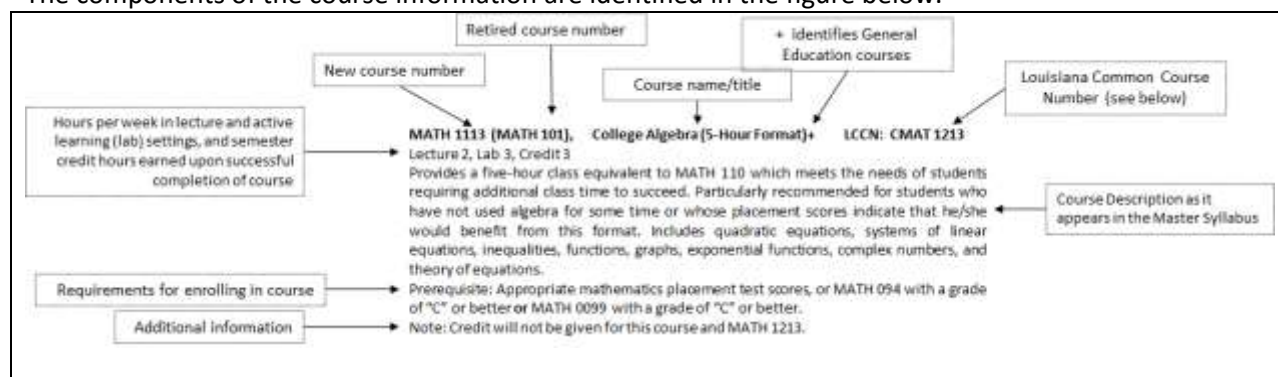 The components of the course information are identified in the figure below.
Retired course number
+ identifies General
Education courses
New course number
Course name/title
Louisiana Common Course
Number (see below)
Hours per week in lecture and active
learning (lab) settings, and semester
credit hours earned upon successful
completion of course
MATH 1113 (MATH 101), College Algebra (5-Hour Format)+ LCCN: CMAT 1213
Lecture 2, Lab 3, Credit 3
Provides a five-hour class equivalent to MATH 110 which meets the needs of students
requiring additional class time to succeed. Particularly recommended for students who
have not used algebra for some time or whose placement scores indicate that he/she
would benefit from this format. Includes quadratic equations, systems of linear
equations, inequalities, functions, graphs, exponential functions, complex numbers, and
theory of equations.
Course Description as it
appears in the Master Syllabus
Requirements for enrolling in course
Prerequisite: Appropriate mathematics placement test scores, or MATH 094 with a grade
of "C" or better or MATH 0099 with a grade of "C" or better.
Additional information
Note: Credit will not be given for this course and MATH 1213.